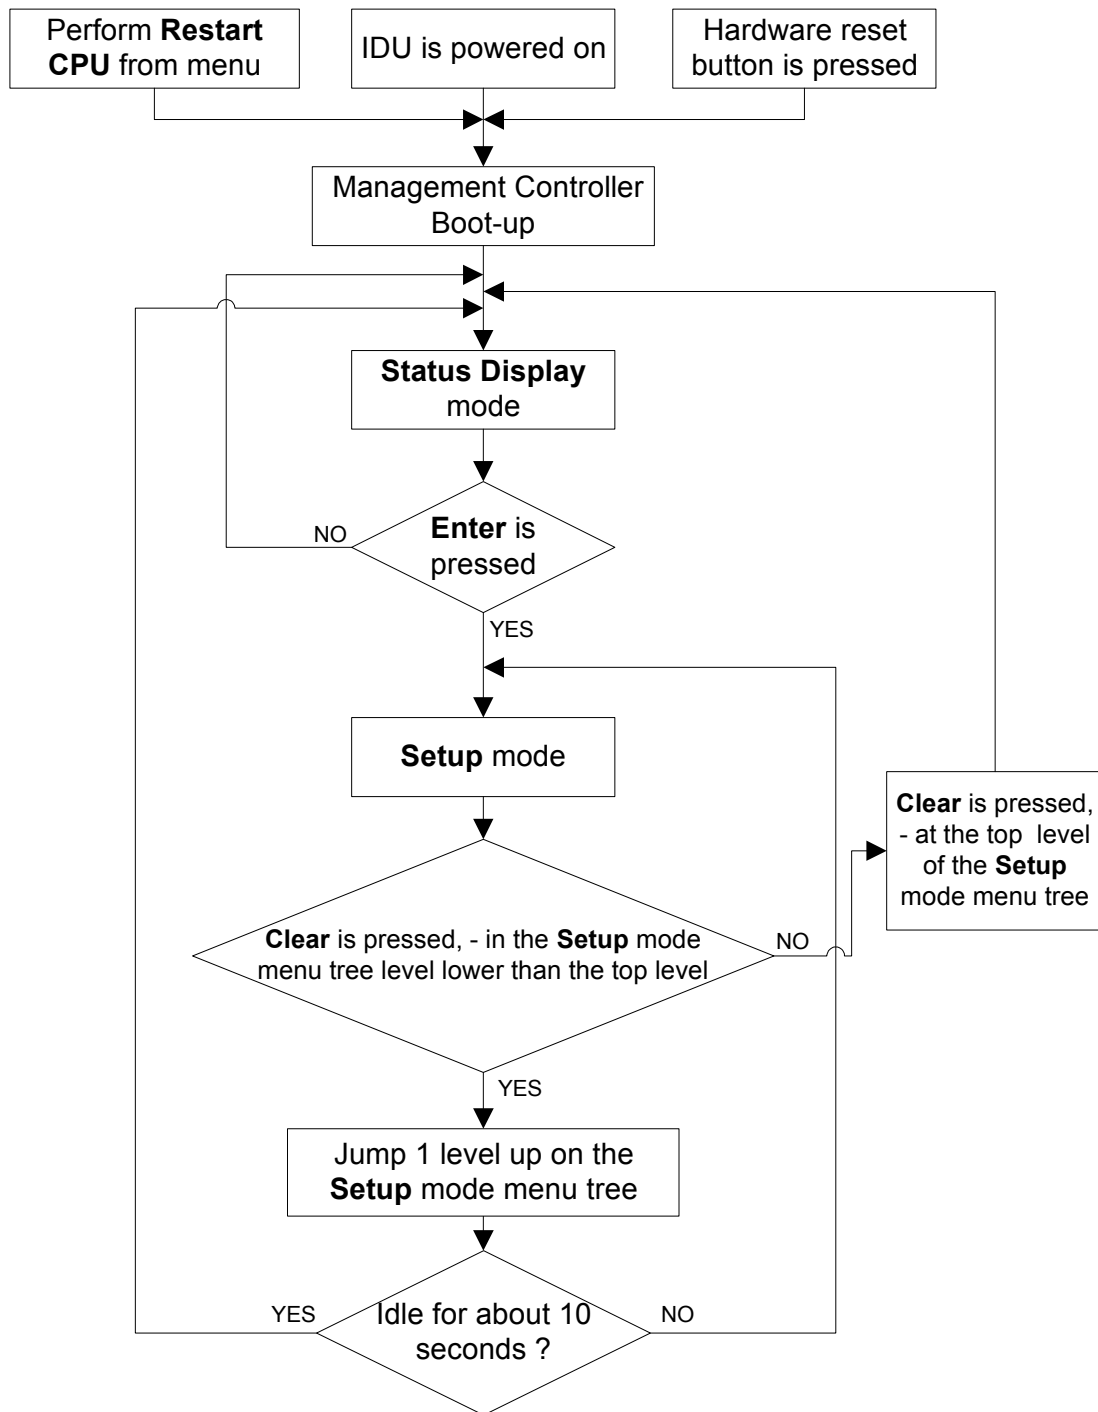 Perform Restart
CPU from menu
IDU is powered on
Hardware reset
button is pressed
Management Controller
Boot-up
Status Display
mode
Enter is
pressed
NO
YES
Setup mode
Clear is pressed,
- at the top level
of the Setup
mode menu tree
Clear is pressed, - in the Setup mode
menu tree level lower than the top level
NO
YES
Jump 1 level up on the
Setup mode menu tree
YES
Idle for about 10
seconds ?
NO